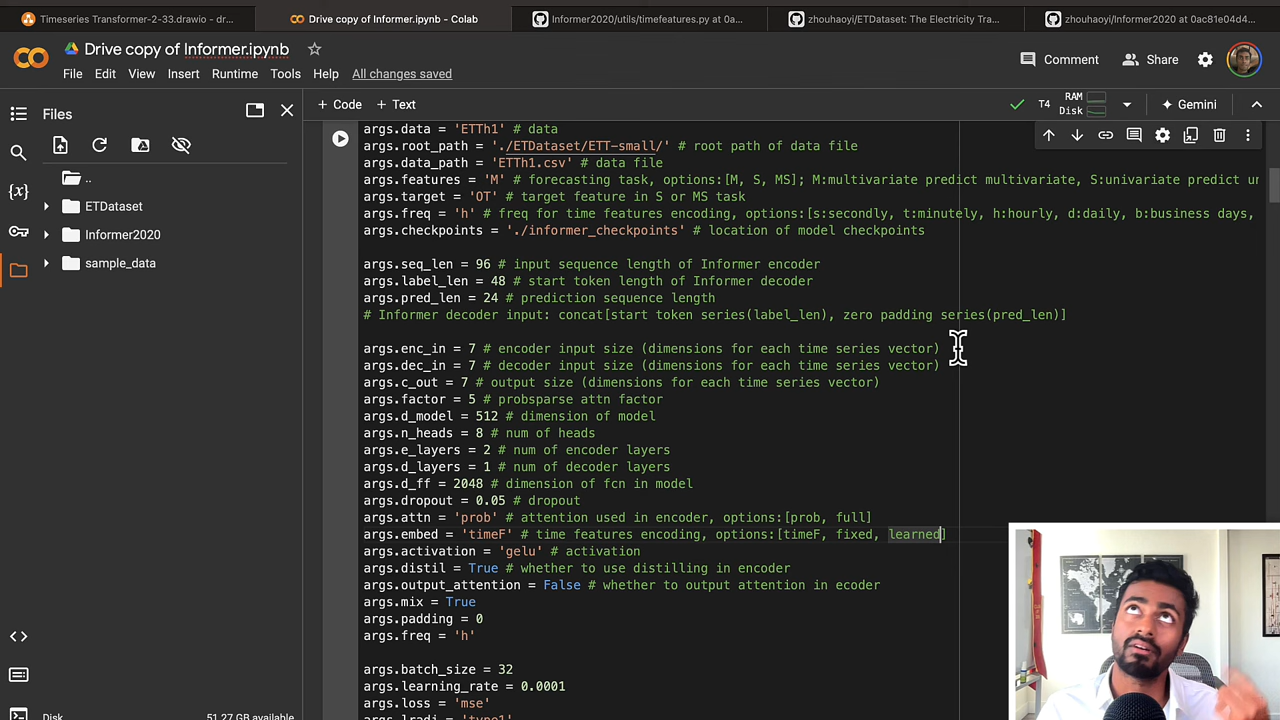 Timeseries Transformer-2-33.drawio - dr...
Drive copy of Informer.ipynb - Colab
Informer2020/utils/timefeatures.py at 0a...
zhouhaoyi/ETDataset: The Electricity Tra...
zhouhaoyi/Informer2020 at 0ac81e04d4...
Drive copy of Informer.ipynb
File Edit View Insert Runtime Tools Help All changes saved
Comment Share
Files
+ Code + Text
T4 RAM Disk
Gemini
..
ETDataset
Informer2020
sample_data
args.data = 'ETTh1' # data
args.root_path = './ETDataset/ETT-small/' # root path of data file
args.data_path = 'ETTh1.csv' # data file
args.features = 'M' # forecasting task, options:[M, S, MS]; M:multivariate predict multivariate, S:univariate predict un
args.target = 'OT' # target feature in S or MS task
args.freq = 'h' # freq for time features encoding, options:[s:secondly, t:minutely, h:hourly, d:daily, b:business days,
args.checkpoints = './informer_checkpoints' # location of model checkpoints
args.seq_len = 96 # input sequence length of Informer encoder
args.label_len = 48 # start token length of Informer decoder
args.pred_len = 24 # prediction sequence length
# Informer decoder input: concat[start token series(label_len), zero padding series(pred_len)]
args.enc_in = 7 # encoder input size (dimensions for each time series vector)
args.dec_in = 7 # decoder input size (dimensions for each time series vector)
args.c_out = 7 # output size (dimensions for each time series vector)
args.factor = 5 # probsparse attn factor
args.d_model = 512 # dimension of model
args.n_heads = 8 # num of heads
args.e_layers = 2 # num of encoder layers
args.d_layers = 1 # num of decoder layers
args.d_ff = 2048 # dimension of fcn in model
args.dropout = 0.05 # dropout
args.attn = 'prob' # attention used in encoder, options:[prob, full]
args.embed = 'timeF' # time features encoding, options:[timeF, fixed, learned]
args.activation = 'gelu' # activation
args.distil = True # whether to use distilling in encoder
args.output_attention = False # whether to output attention in ecoder
args.mix = True
args.padding = 0
args.freq = 'h'
args.batch_size = 32
args.learning_rate = 0.0001
args.loss = 'mse'
args.lradj = 'type1'
Disk 51.27 GB available